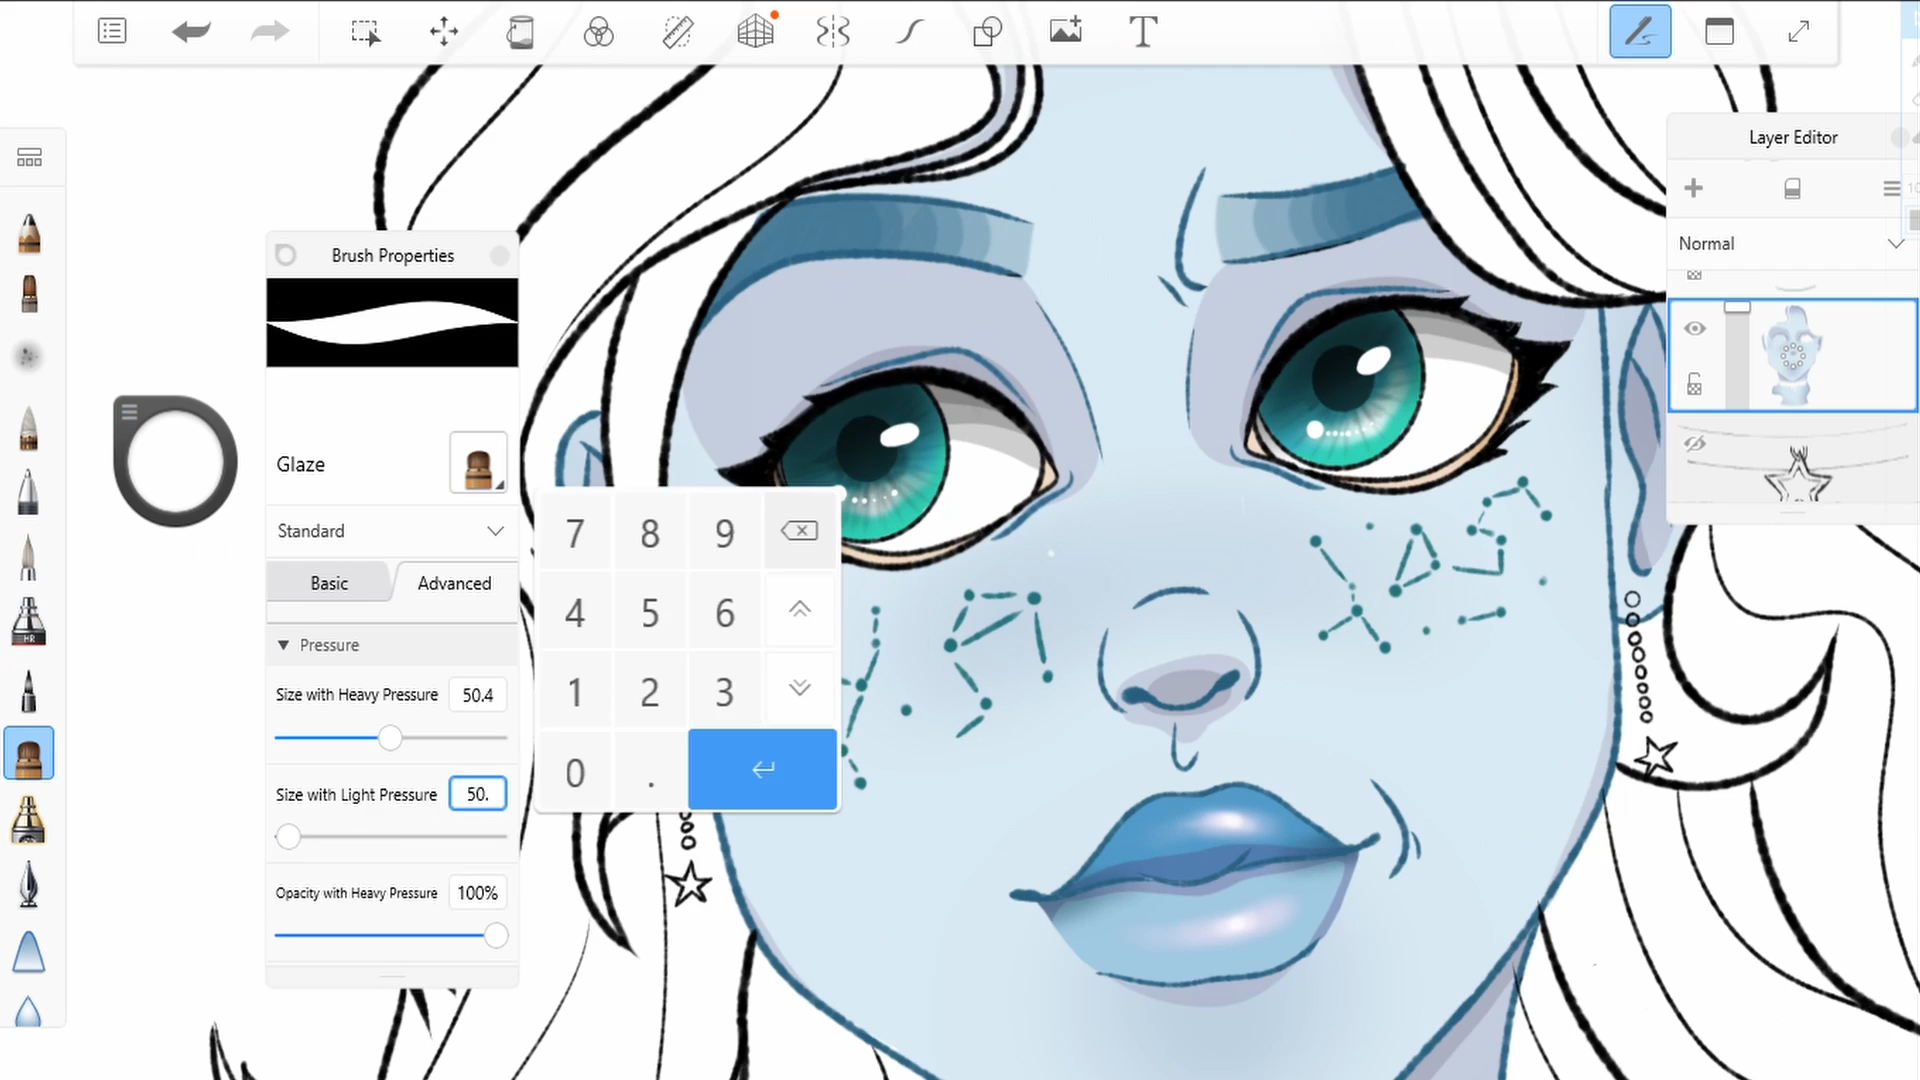 Layer Editor
Normal
Brush Properties
Glaze
Standard
Basic Advanced
Pressure
Size with Heavy Pressure 50.4
Size with Light Pressure 50.
Opacity with Heavy Pressure 100%
7 8 9
4 5 6
1 2 3
0 .
HR
T